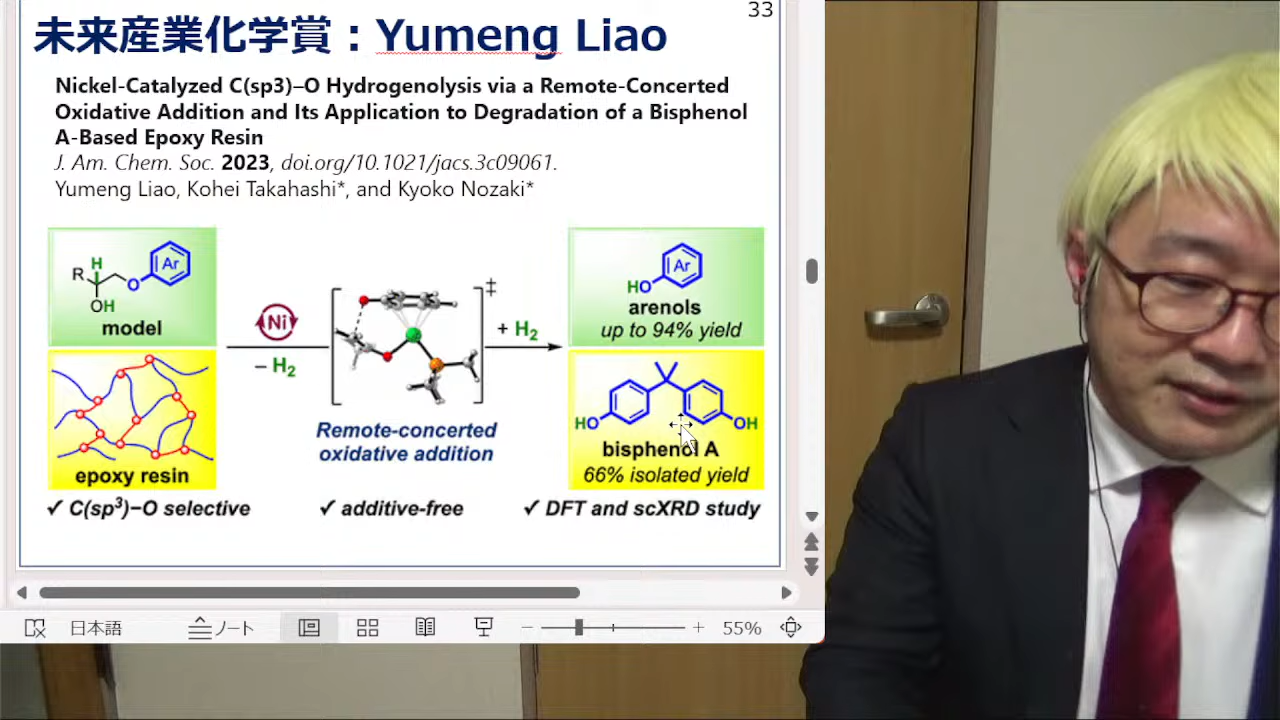 33
未来産業化学賞：Yumeng Liao
Nickel-Catalyzed C(sp3)–O Hydrogenolysis via a Remote-Concerted
Oxidative Addition and Its Application to Degradation of a Bisphenol
A-Based Epoxy Resin
J. Am. Chem. Soc. 2023, doi.org/10.1021/jacs.3c09061.
Yumeng Liao, Kohei Takahashi*, and Kyoko Nozaki*
R H O Ar
OH
model
Ni
– H2
‡
+ H2
Ar
HO
arenols
up to 94% yield
epoxy resin
Remote-concerted
oxidative addition
HO OH
bisphenol A
66% isolated yield
✓ C(sp³)–O selective
✓ additive-free
✓ DFT and scXRD study
日本語
ノート
55%